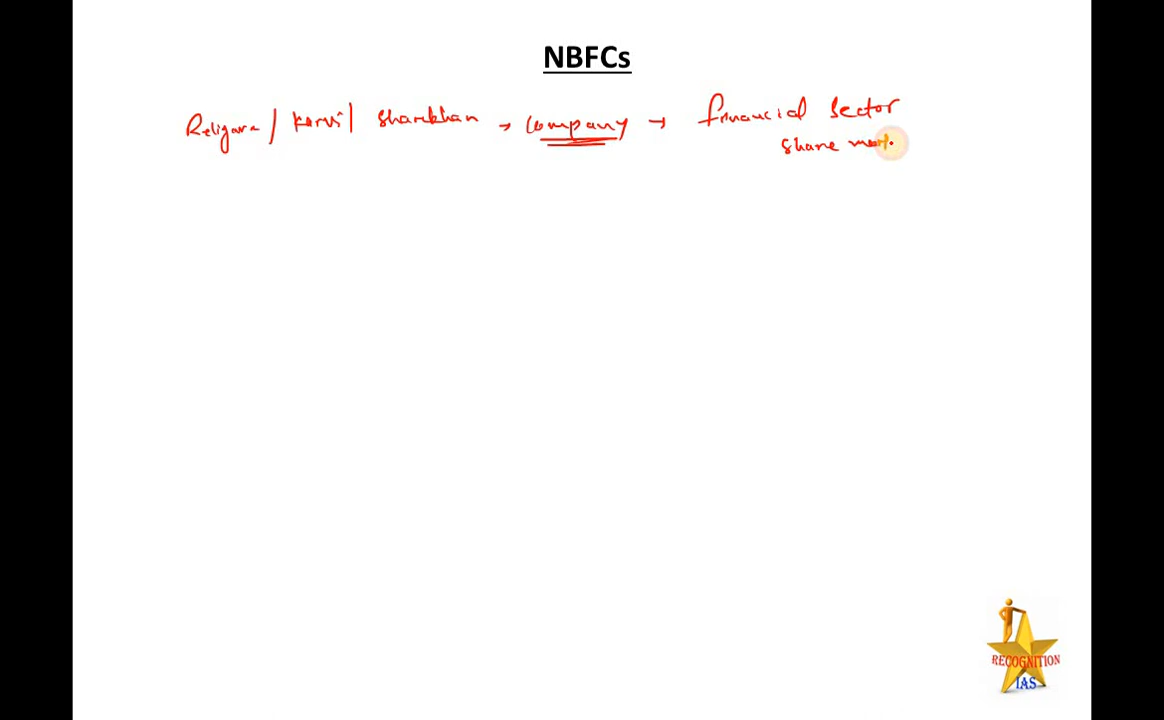 NBFCs
Religare / Karvi | Sharekhan → Company → financial Sector
share
RECOGNITION
IAS